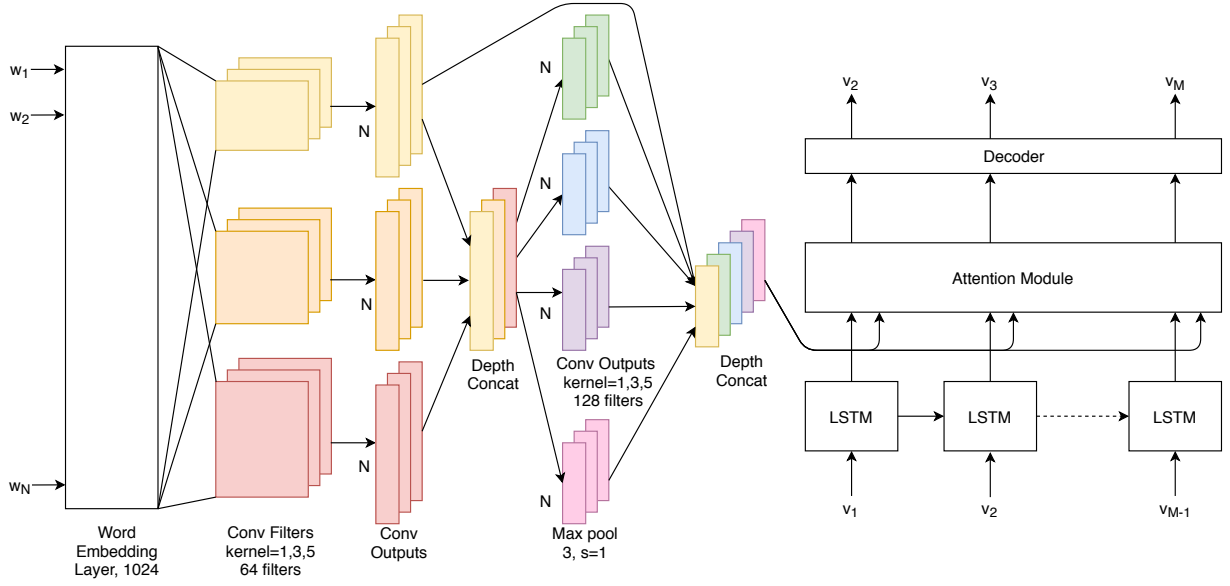 w1
w2
wN
Word
Embedding
Layer, 1024
Conv Filters
kernel=1,3,5
64 filters
N
N
N
Conv
Outputs
Depth
Concat
N
N
N
Conv Outputs
kernel=1,3,5
128 filters
N
Max pool
3, s=1
Depth
Concat
v2
v3
vM
Decoder
Attention Module
LSTM
LSTM
LSTM
v1
v2
vM-1